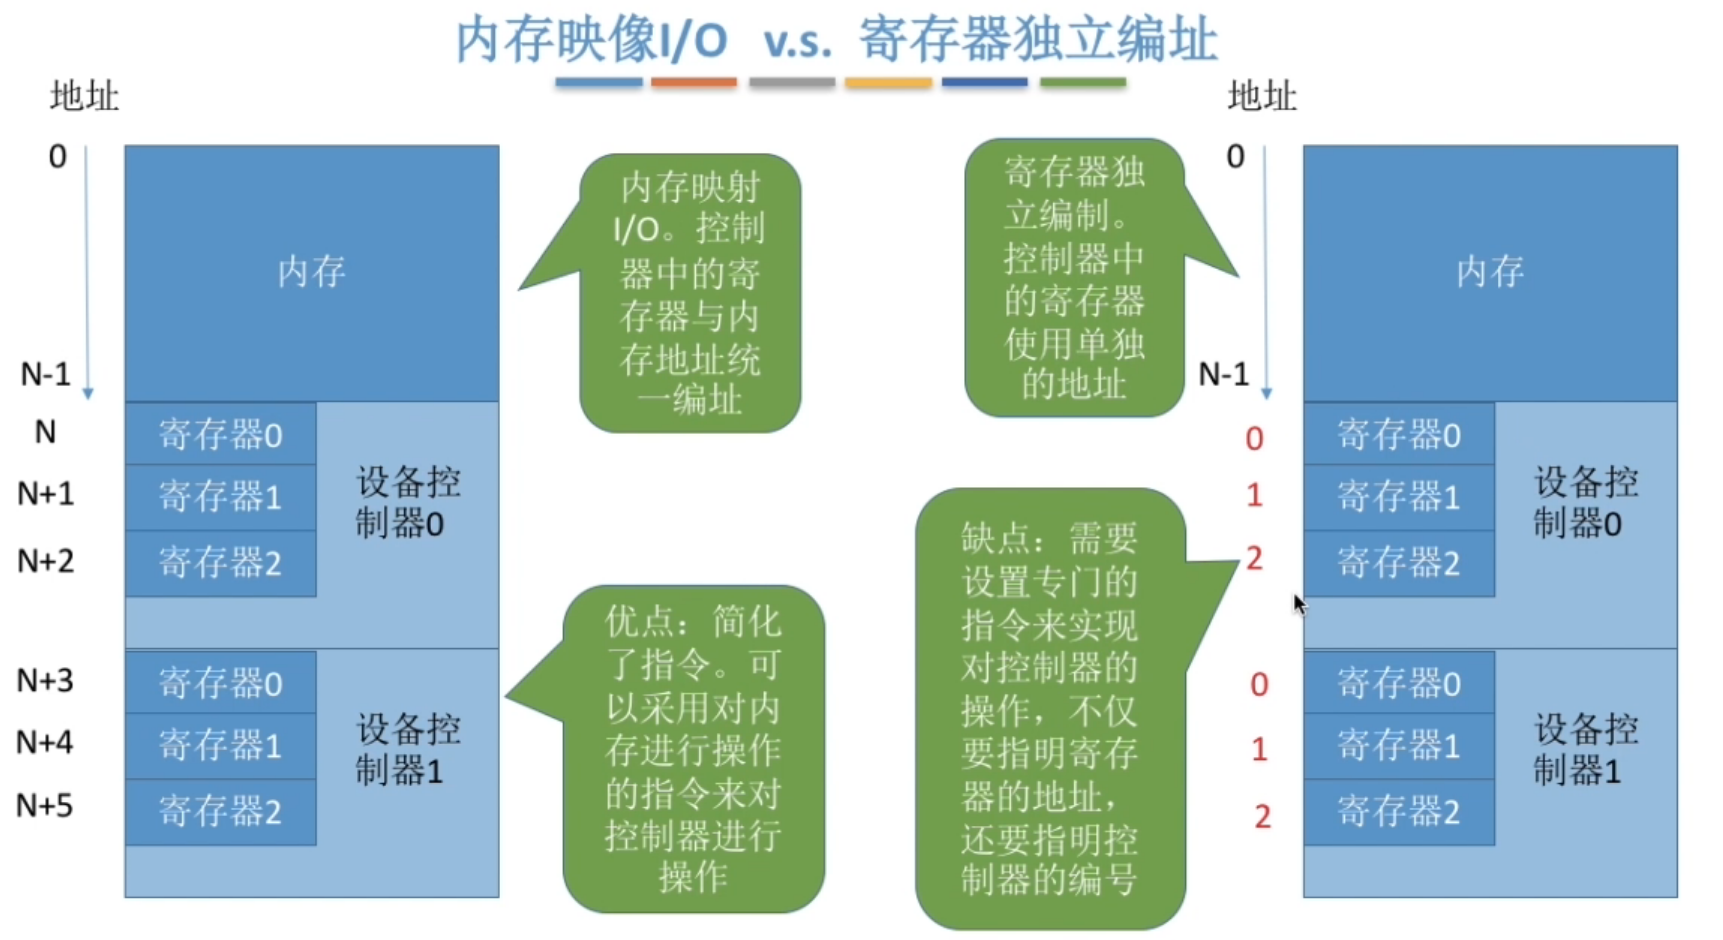 内存映像I/O v.s. 寄存器独立编址
地址
0
N-1
N
N+1
N+2
N+3
N+4
N+5
内存
寄存器0
寄存器1
寄存器2
设备控
制器0
寄存器0
寄存器1
寄存器2
设备控
制器1
内存映射
I/O。控制
器中的寄
存器与内
存地址统
一编址
优点：简化
了指令。可
以采用对内
存进行操作
的指令来对
控制器进行
操作
寄存器独
立编制。
控制器中
的寄存器
使用单独
的地址
缺点：需要
设置专门的
指令来实现
对控制器的
操作，不仅
要指明寄存
器的地址，
还要指明控
制器的编号
地址
0
N-1
0
1
2
0
1
2
内存
寄存器0
寄存器1
寄存器2
设备控
制器0
寄存器0
寄存器1
寄存器2
设备控
制器1